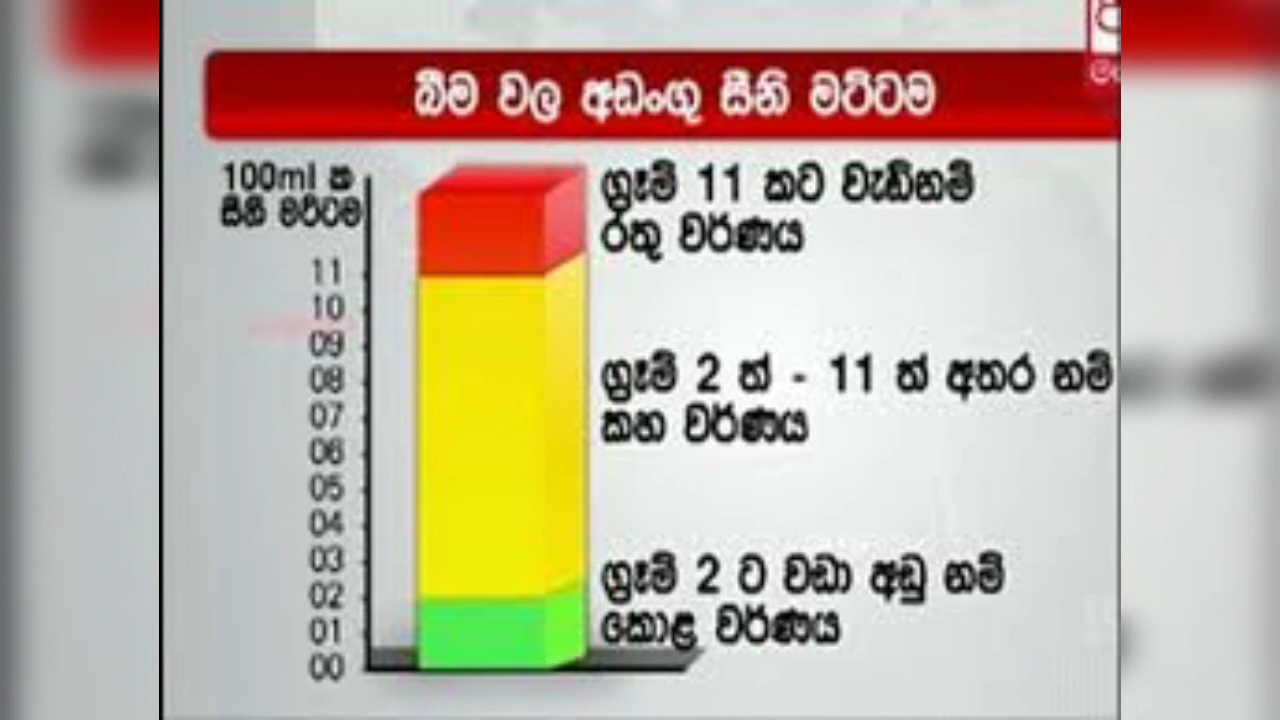 බීම වල අඩංගු සීනි මට්ටම
100ml ක
සීනි මට්ටම
ග්‍රෑම් 11 කට වැඩිනම්
රතු වර්ණය
11
10
09
08
07
06
05
04
03
02
01
00
ග්‍රෑම් 2 ත් - 11 ත් අතර නම්
කහ වර්ණය
ග්‍රෑම් 2 ට වඩා අඩු නම්
කොළ වර්ණය